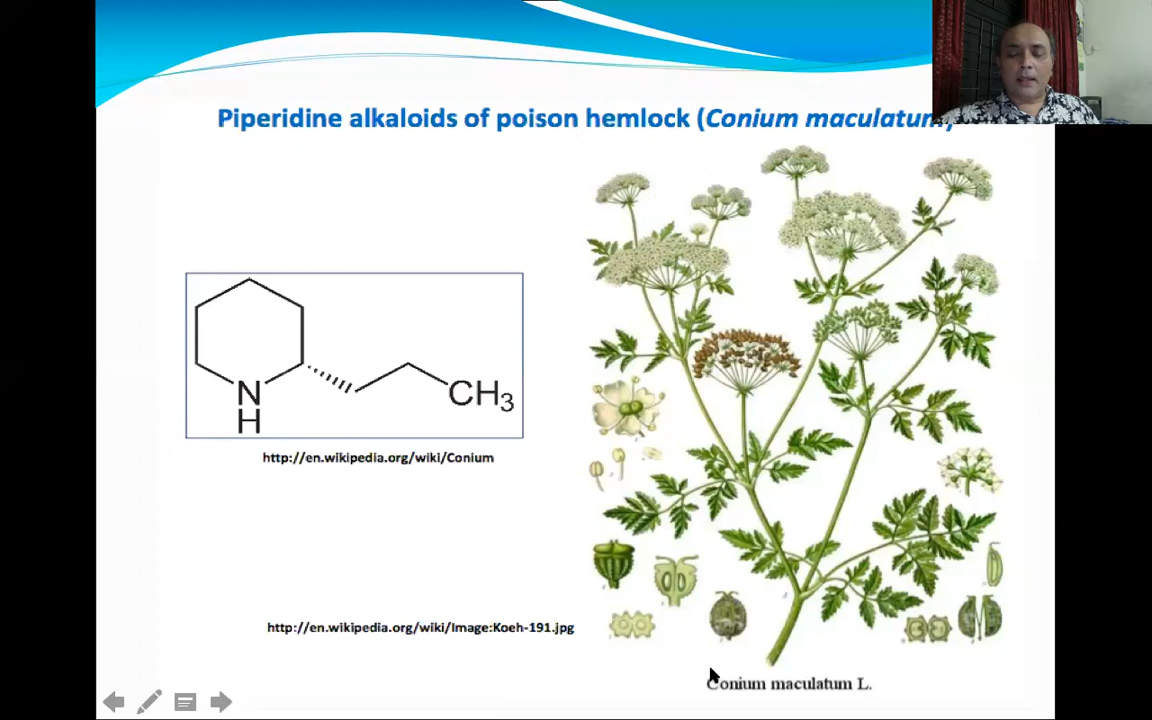 Piperidine alkaloids of poison hemlock (Conium maculatum)
N
H
CH3
http://en.wikipedia.org/wiki/Conium
http://en.wikipedia.org/wiki/Image:Koeh-191.jpg
Conium maculatum L.